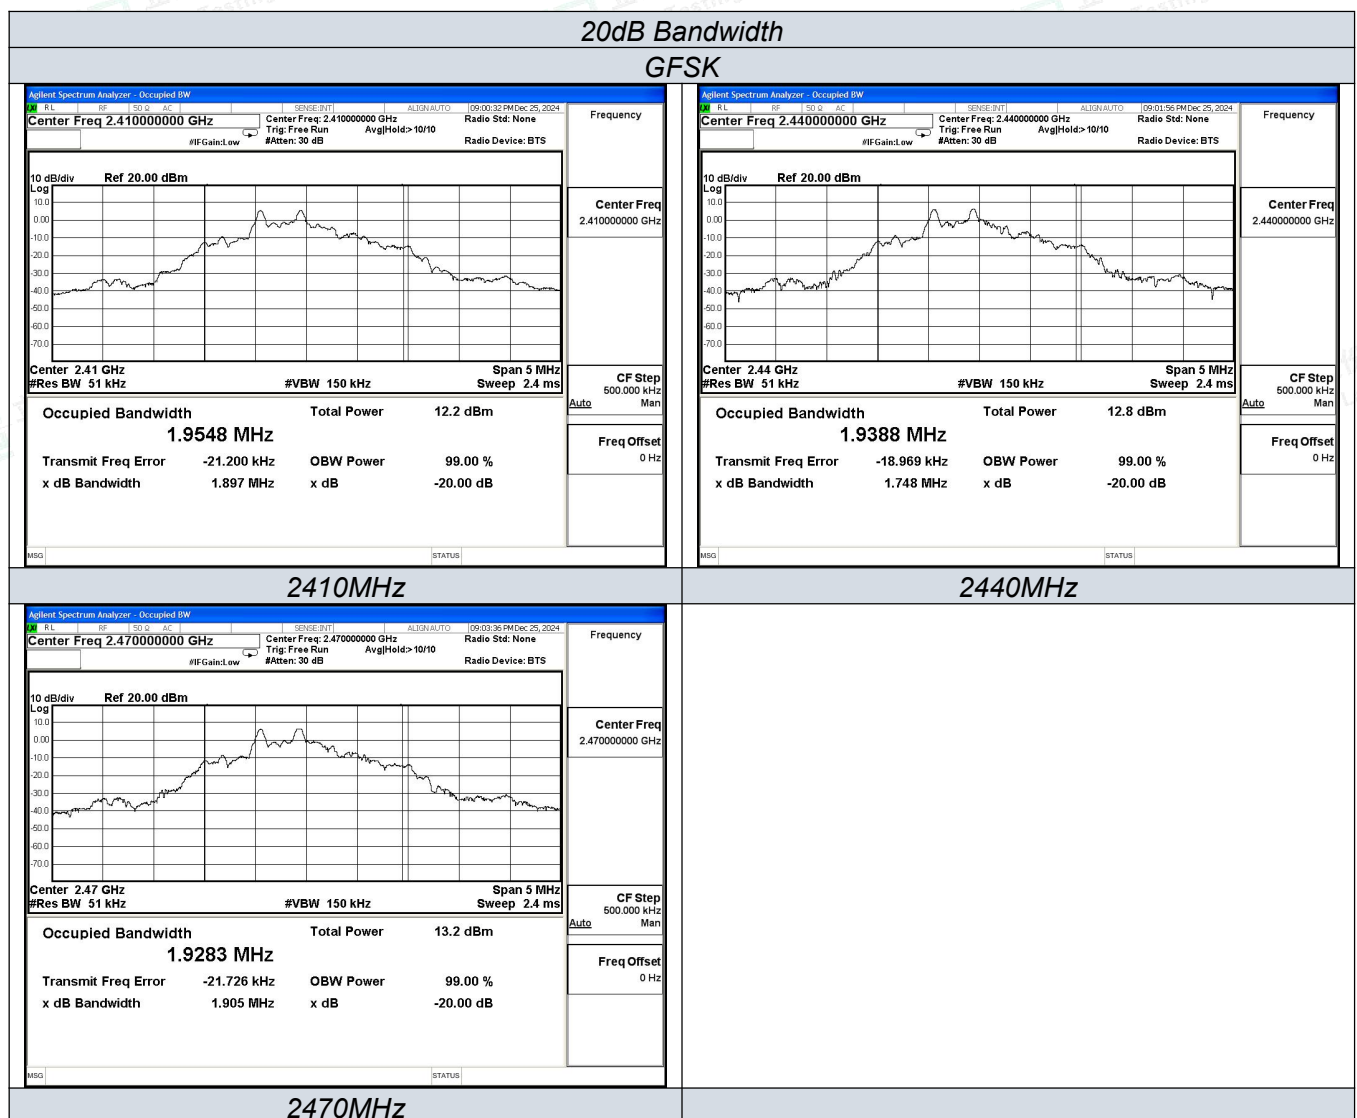 20dB Bandwidth
GFSK
Agilent Spectrum Analyzer - Occupied BW
LXI RL RF 50 Ω AC SENSE:INT ALIGN AUTO 09:00:32 PM Dec 25, 2024
Center Freq 2.410000000 GHz
Center Freq: 2.410000000 GHz Radio Std: None
Trig: Free Run Avg|Hold:> 10/10
#IFGain:Low #Atten: 30 dB Radio Device: BTS
Frequency
10 dB/div Ref 20.00 dBm
Log
10.0
0.00
-10.0
-20.0
-30.0
-40.0
-50.0
-60.0
-70.0
Center 2.41 GHz Span 5 MHz
#Res BW 51 kHz #VBW 150 kHz Sweep 2.4 ms
Center Freq
2.410000000 GHz
CF Step
500.000 kHz
Auto Man
Freq Offset
0 Hz
Occupied Bandwidth Total Power 12.2 dBm
1.9548 MHz
Transmit Freq Error -21.200 kHz OBW Power 99.00 %
x dB Bandwidth 1.897 MHz x dB -20.00 dB
MSG STATUS
Agilent Spectrum Analyzer - Occupied BW
LXI RL RF 50 Ω AC SENSE:INT ALIGN AUTO 09:01:56 PM Dec 25, 2024
Center Freq 2.440000000 GHz
Center Freq: 2.440000000 GHz Radio Std: None
Trig: Free Run Avg|Hold:> 10/10
#IFGain:Low #Atten: 30 dB Radio Device: BTS
Frequency
10 dB/div Ref 20.00 dBm
Log
10.0
0.00
-10.0
-20.0
-30.0
-40.0
-50.0
-60.0
-70.0
Center 2.44 GHz Span 5 MHz
#Res BW 51 kHz #VBW 150 kHz Sweep 2.4 ms
Center Freq
2.440000000 GHz
CF Step
500.000 kHz
Auto Man
Freq Offset
0 Hz
Occupied Bandwidth Total Power 12.8 dBm
1.9388 MHz
Transmit Freq Error -18.969 kHz OBW Power 99.00 %
x dB Bandwidth 1.748 MHz x dB -20.00 dB
MSG STATUS
2410MHz 2440MHz
Agilent Spectrum Analyzer - Occupied BW
LXI RL RF 50 Ω AC SENSE:INT ALIGN AUTO 09:03:36 PM Dec 25, 2024
Center Freq 2.470000000 GHz
Center Freq: 2.470000000 GHz Radio Std: None
Trig: Free Run Avg|Hold:> 10/10
#IFGain:Low #Atten: 30 dB Radio Device: BTS
Frequency
10 dB/div Ref 20.00 dBm
Log
10.0
0.00
-10.0
-20.0
-30.0
-40.0
-50.0
-60.0
-70.0
Center 2.47 GHz Span 5 MHz
#Res BW 51 kHz #VBW 150 kHz Sweep 2.4 ms
Center Freq
2.470000000 GHz
CF Step
500.000 kHz
Auto Man
Freq Offset
0 Hz
Occupied Bandwidth Total Power 13.2 dBm
1.9283 MHz
Transmit Freq Error -21.726 kHz OBW Power 99.00 %
x dB Bandwidth 1.905 MHz x dB -20.00 dB
MSG STATUS
2470MHz